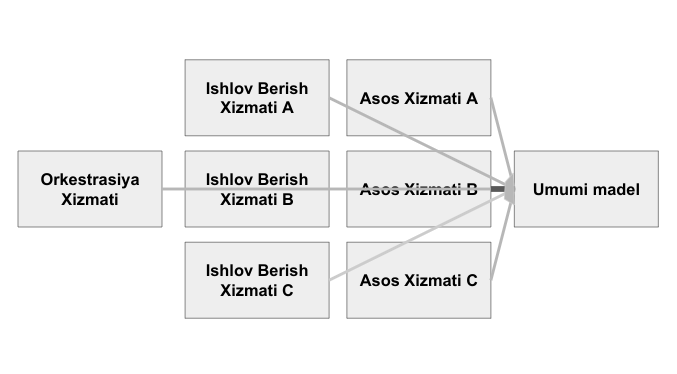 Ishlov Berish
Xizmati A
Asos Xizmati A
Orkestrasiya
Xizmati
Ishlov Berish
Xizmati B
Asos Xizmati B
Umumi madel
Ishlov Berish
Xizmati C
Asos Xizmati C